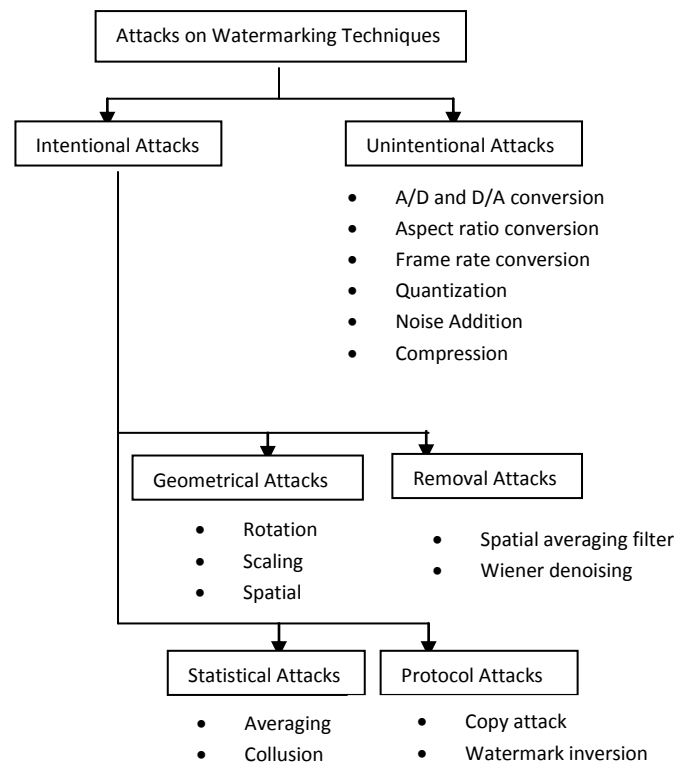 Attacks on Watermarking Techniques
Intentional Attacks
Unintentional Attacks
• A/D and D/A conversion
• Aspect ratio conversion
• Frame rate conversion
• Quantization
• Noise Addition
• Compression
Geometrical Attacks
• Rotation
• Scaling
• Spatial
Removal Attacks
• Spatial averaging filter
• Wiener denoising
Statistical Attacks
• Averaging
• Collusion
Protocol Attacks
• Copy attack
• Watermark inversion